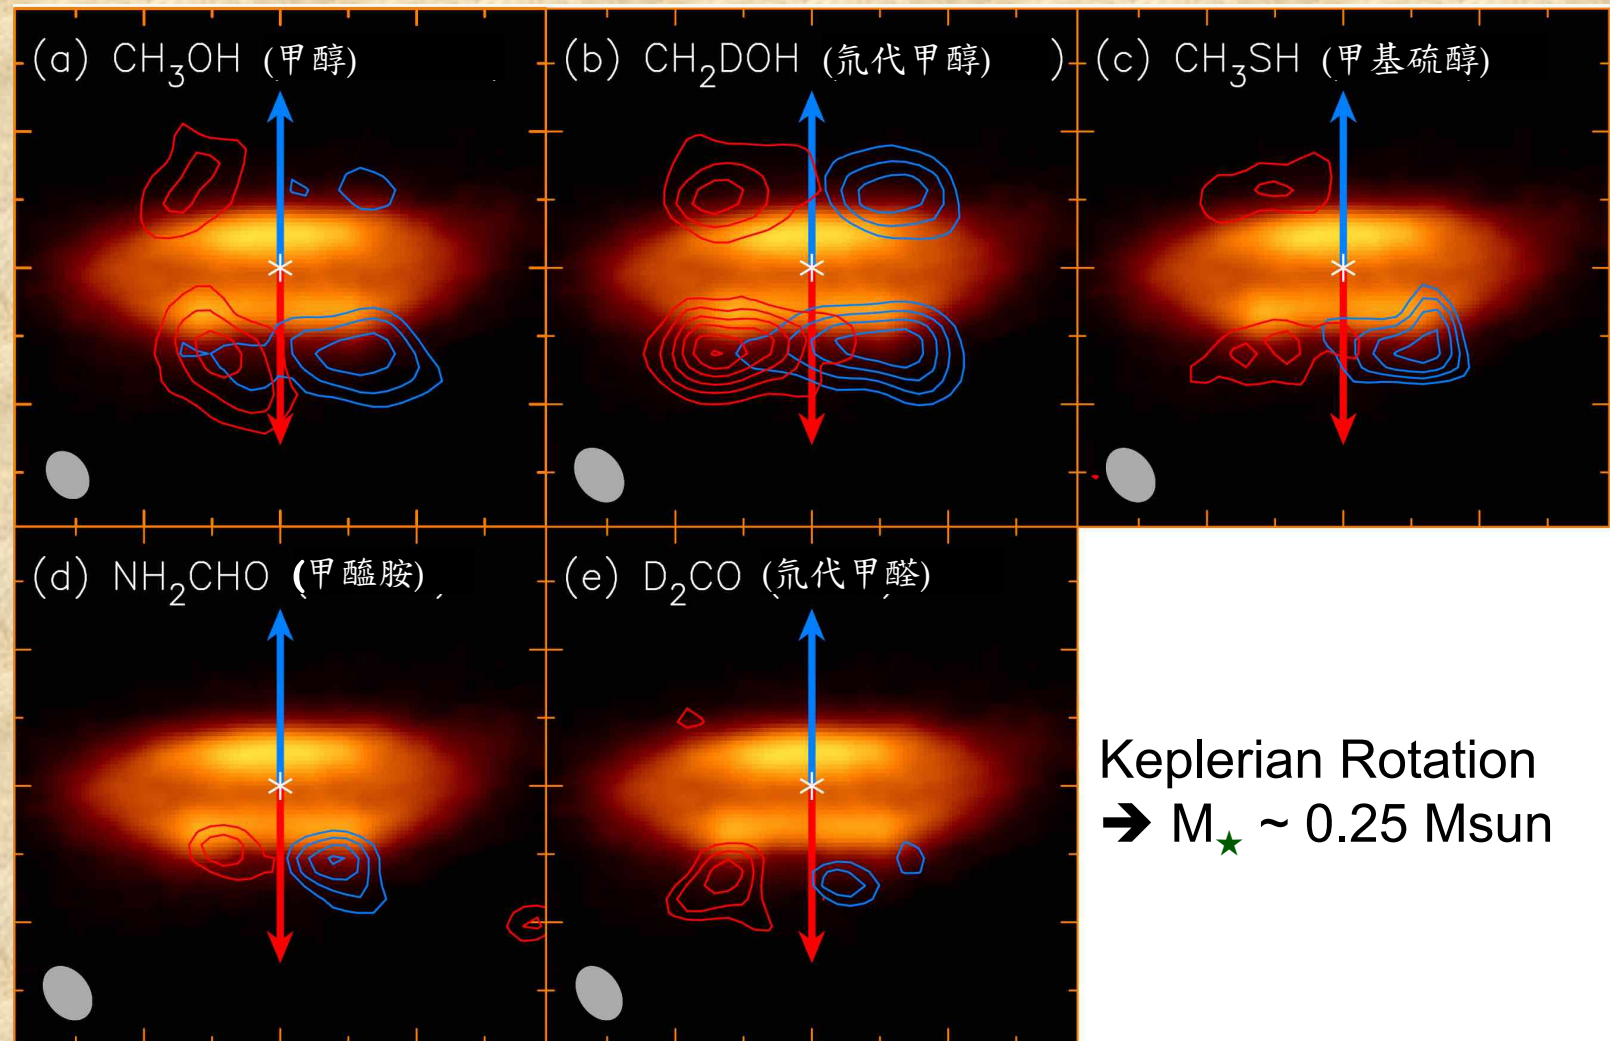 (a) CH₃OH (甲醇)
(b) CH₂DOH (氘代甲醇) )
(c) CH₃SH (甲基硫醇)
(d) NH₂CHO (甲醯胺)
(e) D₂CO (氘代甲醛)
Keplerian Rotation
➔ M★ ~ 0.25 Msun